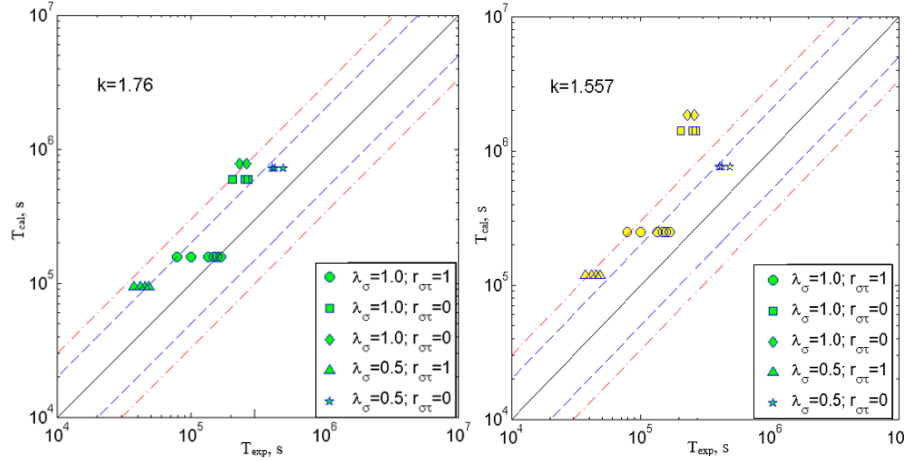 10^7
10^6
10^5
10^4
T_cal, s
k=1.76
λ_σ=1.0; r_στ=1
λ_σ=1.0; r_στ=0
λ_σ=1.0; r_στ=0
λ_σ=0.5; r_στ=1
λ_σ=0.5; r_στ=0
10^4 10^5 10^6 10^7
T_exp, s
10^7
10^6
10^5
10^4
T_cal, s
k=1.557
λ_σ=1.0; r_στ=1
λ_σ=1.0; r_στ=0
λ_σ=1.0; r_στ=0
λ_σ=0.5; r_στ=1
λ_σ=0.5; r_στ=0
10^4 10^5 10^6 10^7
T_exp, s